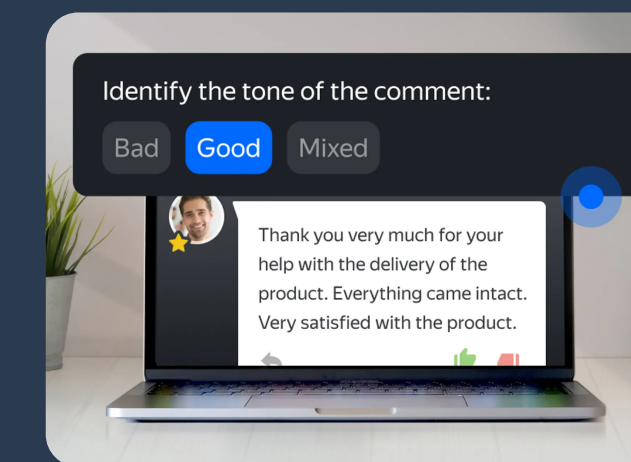 Identify the tone of the comment:
Bad Good Mixed
Thank you very much for your
help with the delivery of the
product. Everything came intact.
Very satisfied with the product.